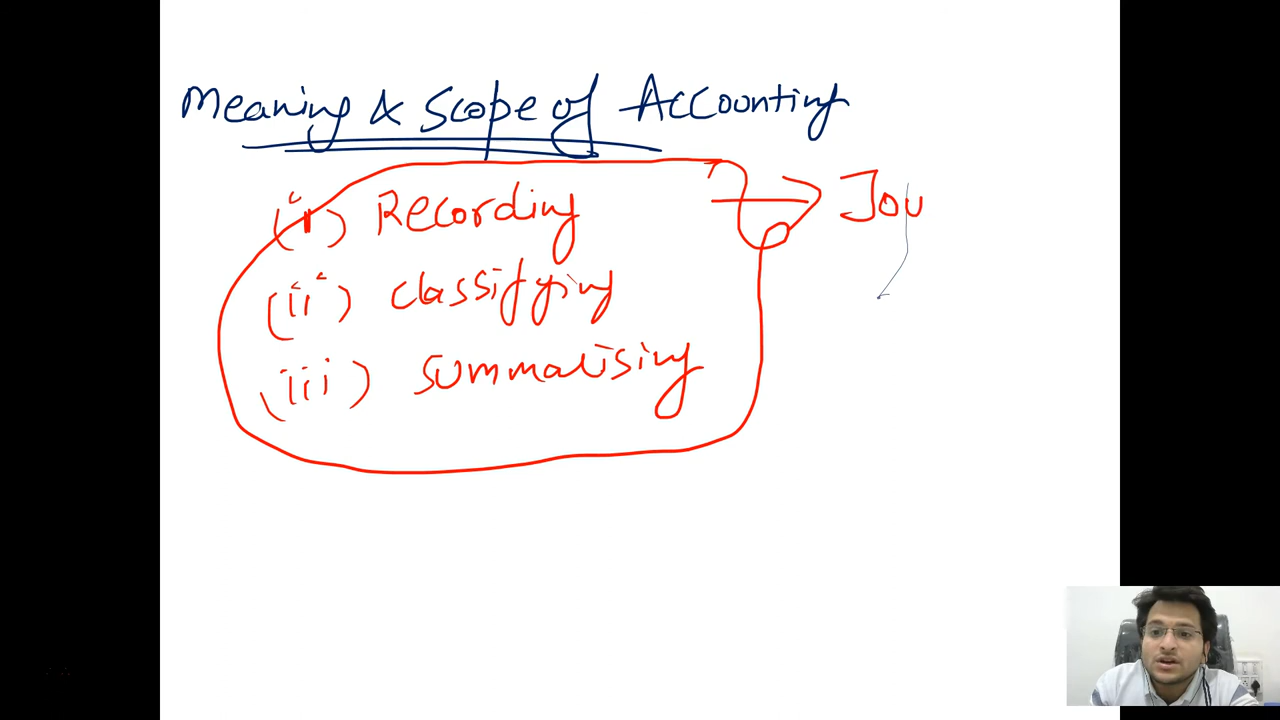 Meaning & Scope of Accounting
(i) Recording → Jou
(ii) Classifying
(iii) Summarising